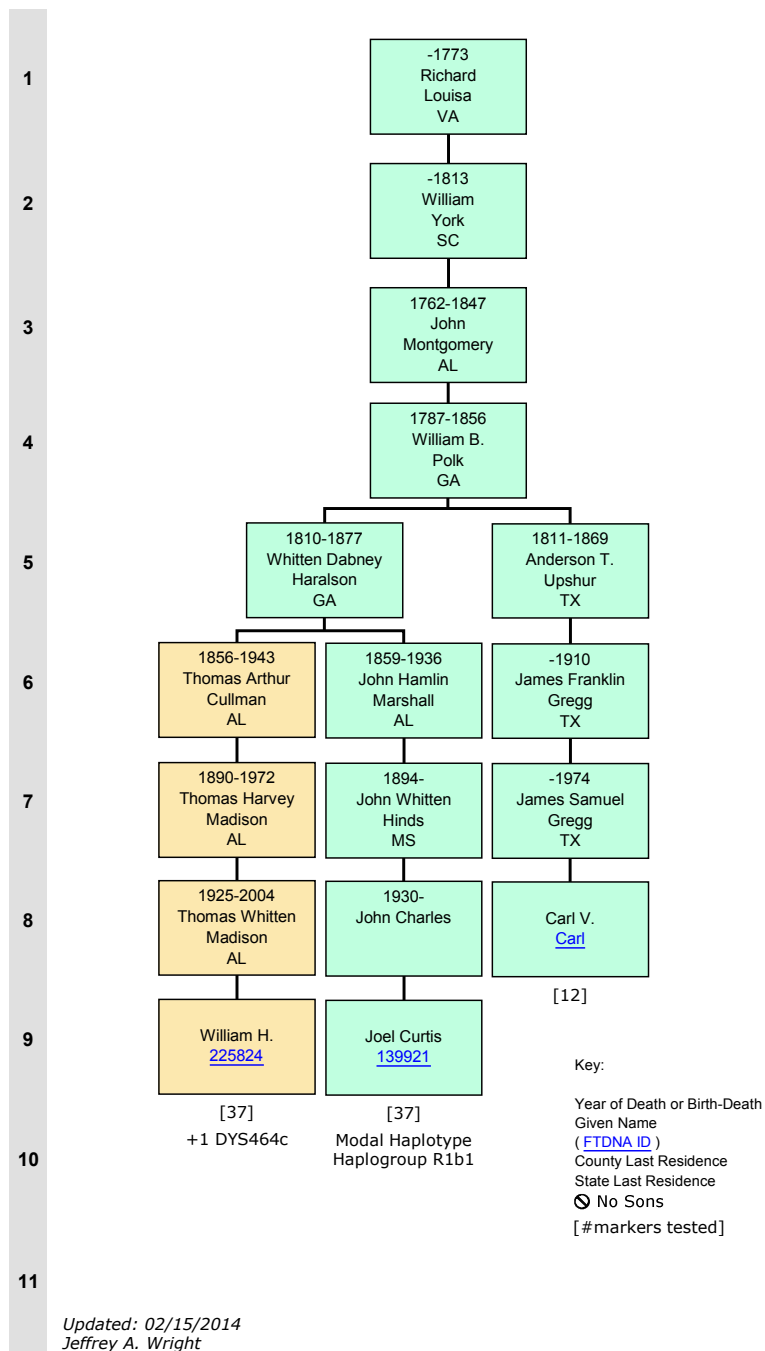 1
-1773
Richard
Louisa
VA
2
-1813
William
York
SC
3
1762-1847
John
Montgomery
AL
4
1787-1856
William B.
Polk
GA
5
1810-1877
Whitten Dabney
Haralson
GA
1811-1869
Anderson T.
Upshur
TX
6
1856-1943
Thomas Arthur
Cullman
AL
1859-1936
John Hamlin
Marshall
AL
-1910
James Franklin
Gregg
TX
7
1890-1972
Thomas Harvey
Madison
AL
1894-
John Whitten
Hinds
MS
-1974
James Samuel
Gregg
TX
8
1925-2004
Thomas Whitten
Madison
AL
1930-
John Charles
Carl V.
Carl
[12]
9
William H.
225824
[37]
+1 DYS464c
Joel Curtis
139921
[37]
Modal Haplotype
Haplogroup R1b1
Key:
Year of Death or Birth-Death
Given Name
( FTDNA ID )
County Last Residence
State Last Residence
No Sons
[#markers tested]
10
11
Updated: 02/15/2014
Jeffrey A. Wright